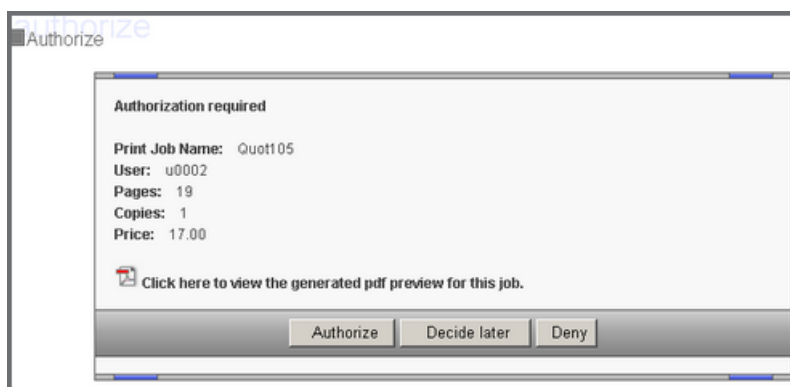 authorize
Authorize
Authorization required
Print Job Name: Quot105
User: u0002
Pages: 19
Copies: 1
Price: 17.00
Click here to view the generated pdf preview for this job.
Authorize Decide later Deny